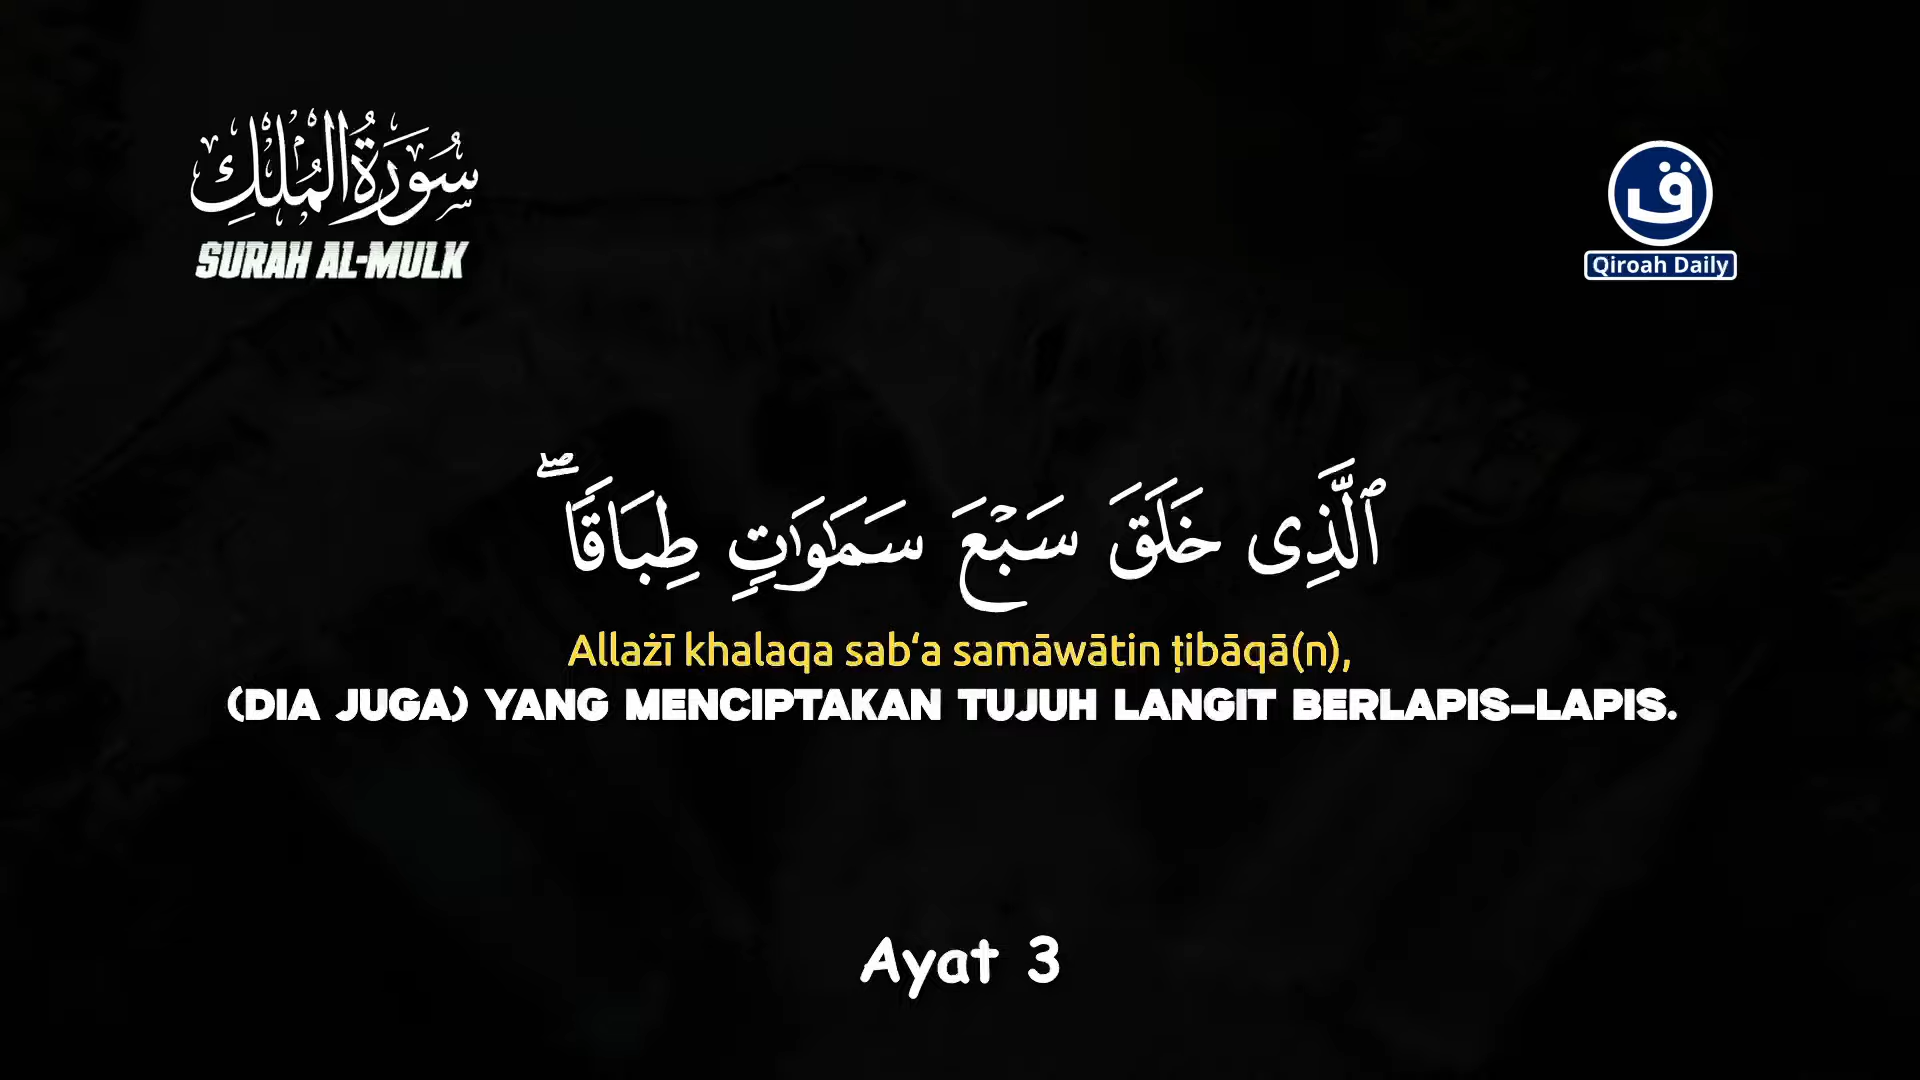 سُورَةُ الْمُلْكِ
SURAH AL-MULK
ق
Qiroah Daily
ٱلَّذِى خَلَقَ سَبْعَ سَمَـٰوَٰتٍ طِبَاقًا ۖ
Allażī khalaqa sab‘a samāwātin ṭibāqā(n),
(DIA JUGA) YANG MENCIPTAKAN TUJUH LANGIT BERLAPIS-LAPIS.
Ayat 3